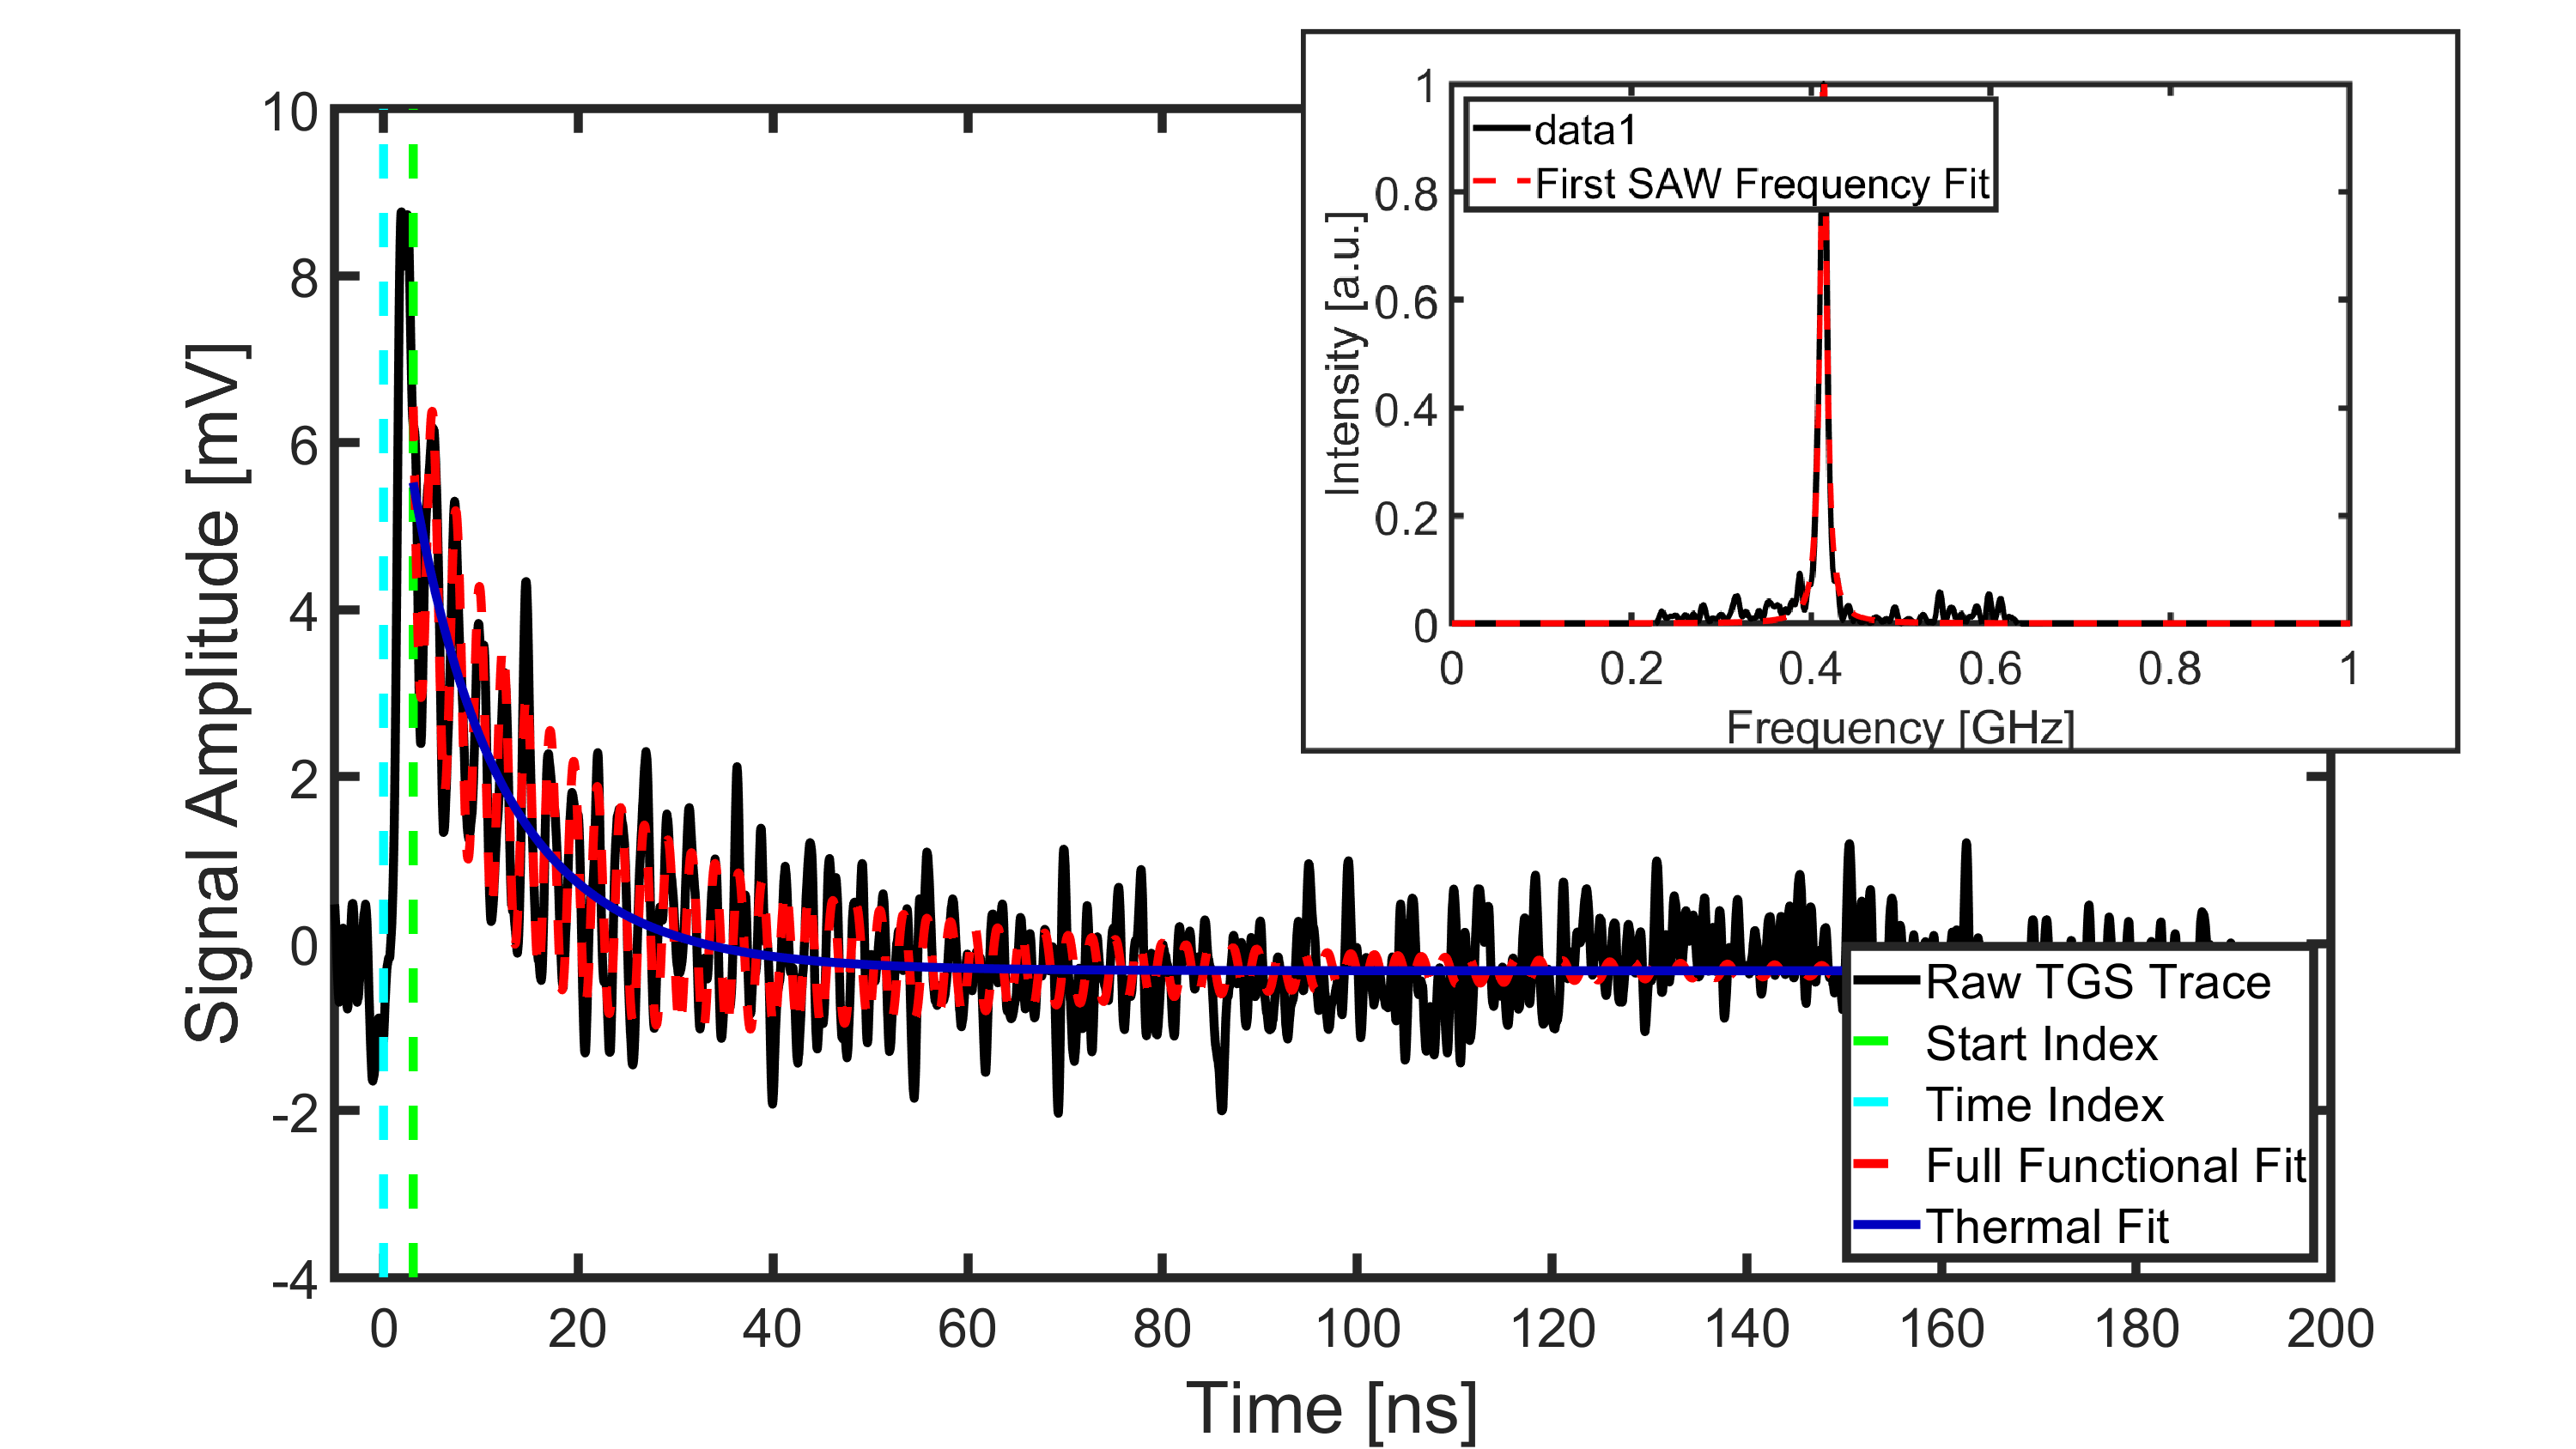 10
8
6
4
2
0
-2
-4
Signal Amplitude [mV]
0 20 40 60 80 100 120 140 160 180 200
Time [ns]
1
0.8
0.6
0.4
0.2
0
Intensity [a.u.]
data1
First SAW Frequency Fit
0 0.2 0.4 0.6 0.8 1
Frequency [GHz]
Raw TGS Trace
Start Index
Time Index
Full Functional Fit
Thermal Fit